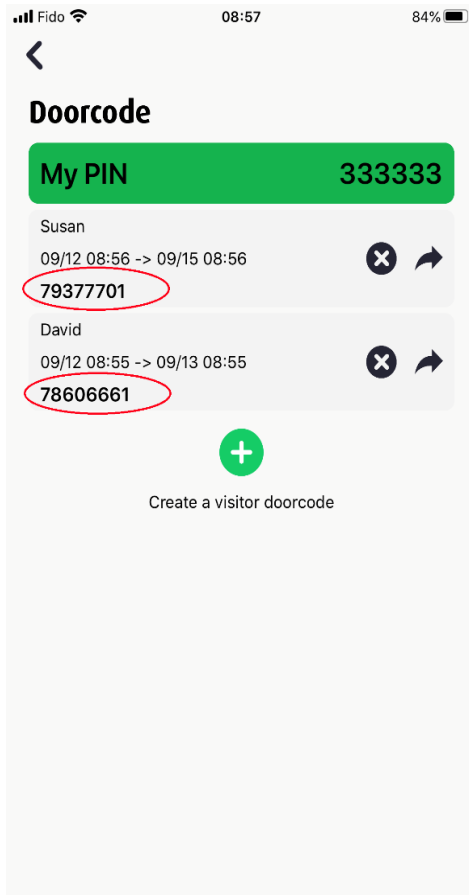 Fido 08:57 84%
Doorcode
My PIN 333333
Susan
09/12 08:56 -> 09/15 08:56
79377701
David
09/12 08:55 -> 09/13 08:55
78606661
Create a visitor doorcode